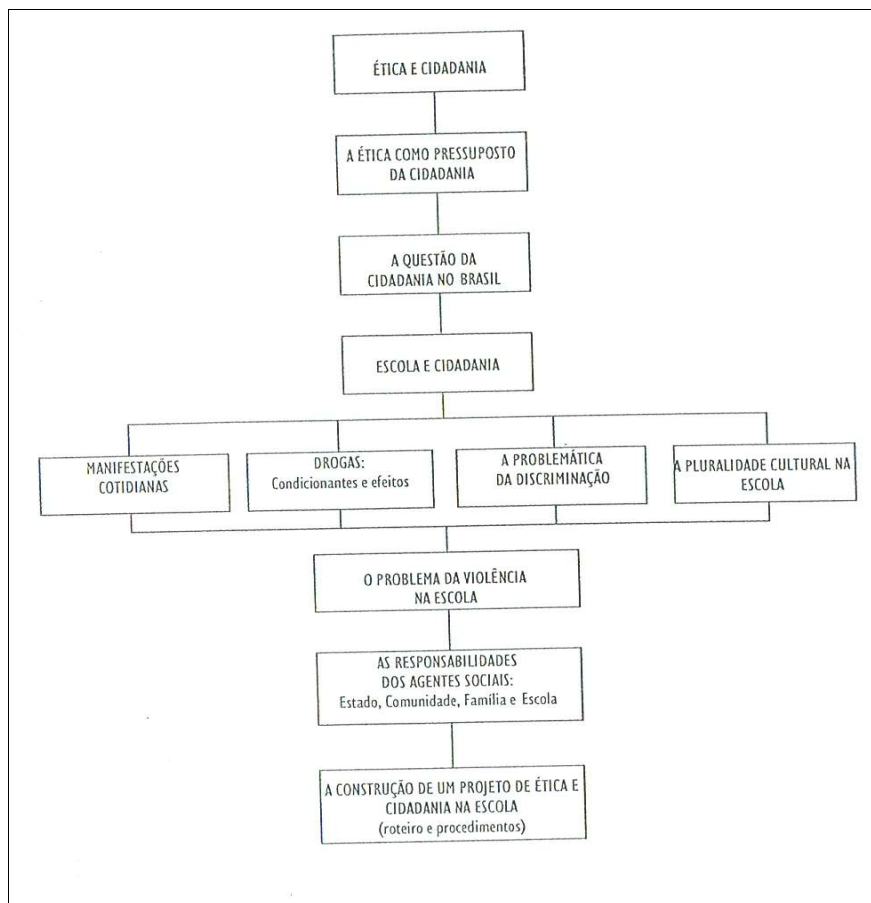 ÉTICA E CIDADANIA
A ÉTICA COMO PRESSUPOSTO
DA CIDADANIA
A QUESTÃO DA
CIDADANIA NO BRASIL
ESCOLA E CIDADANIA
MANIFESTAÇÕES
COTIDIANAS
DROGAS:
Condicionantes e efeitos
A PROBLEMÁTICA
DA DISCRIMINAÇÃO
A PLURALIDADE CULTURAL NA
ESCOLA
O PROBLEMA DA VIOLÊNCIA
NA ESCOLA
AS RESPONSABILIDADES
DOS AGENTES SOCIAIS:
Estado, Comunidade, Família e Escola
A CONSTRUÇÃO DE UM PROJETO DE ÉTICA E
CIDADANIA NA ESCOLA
(roteiro e procedimentos)